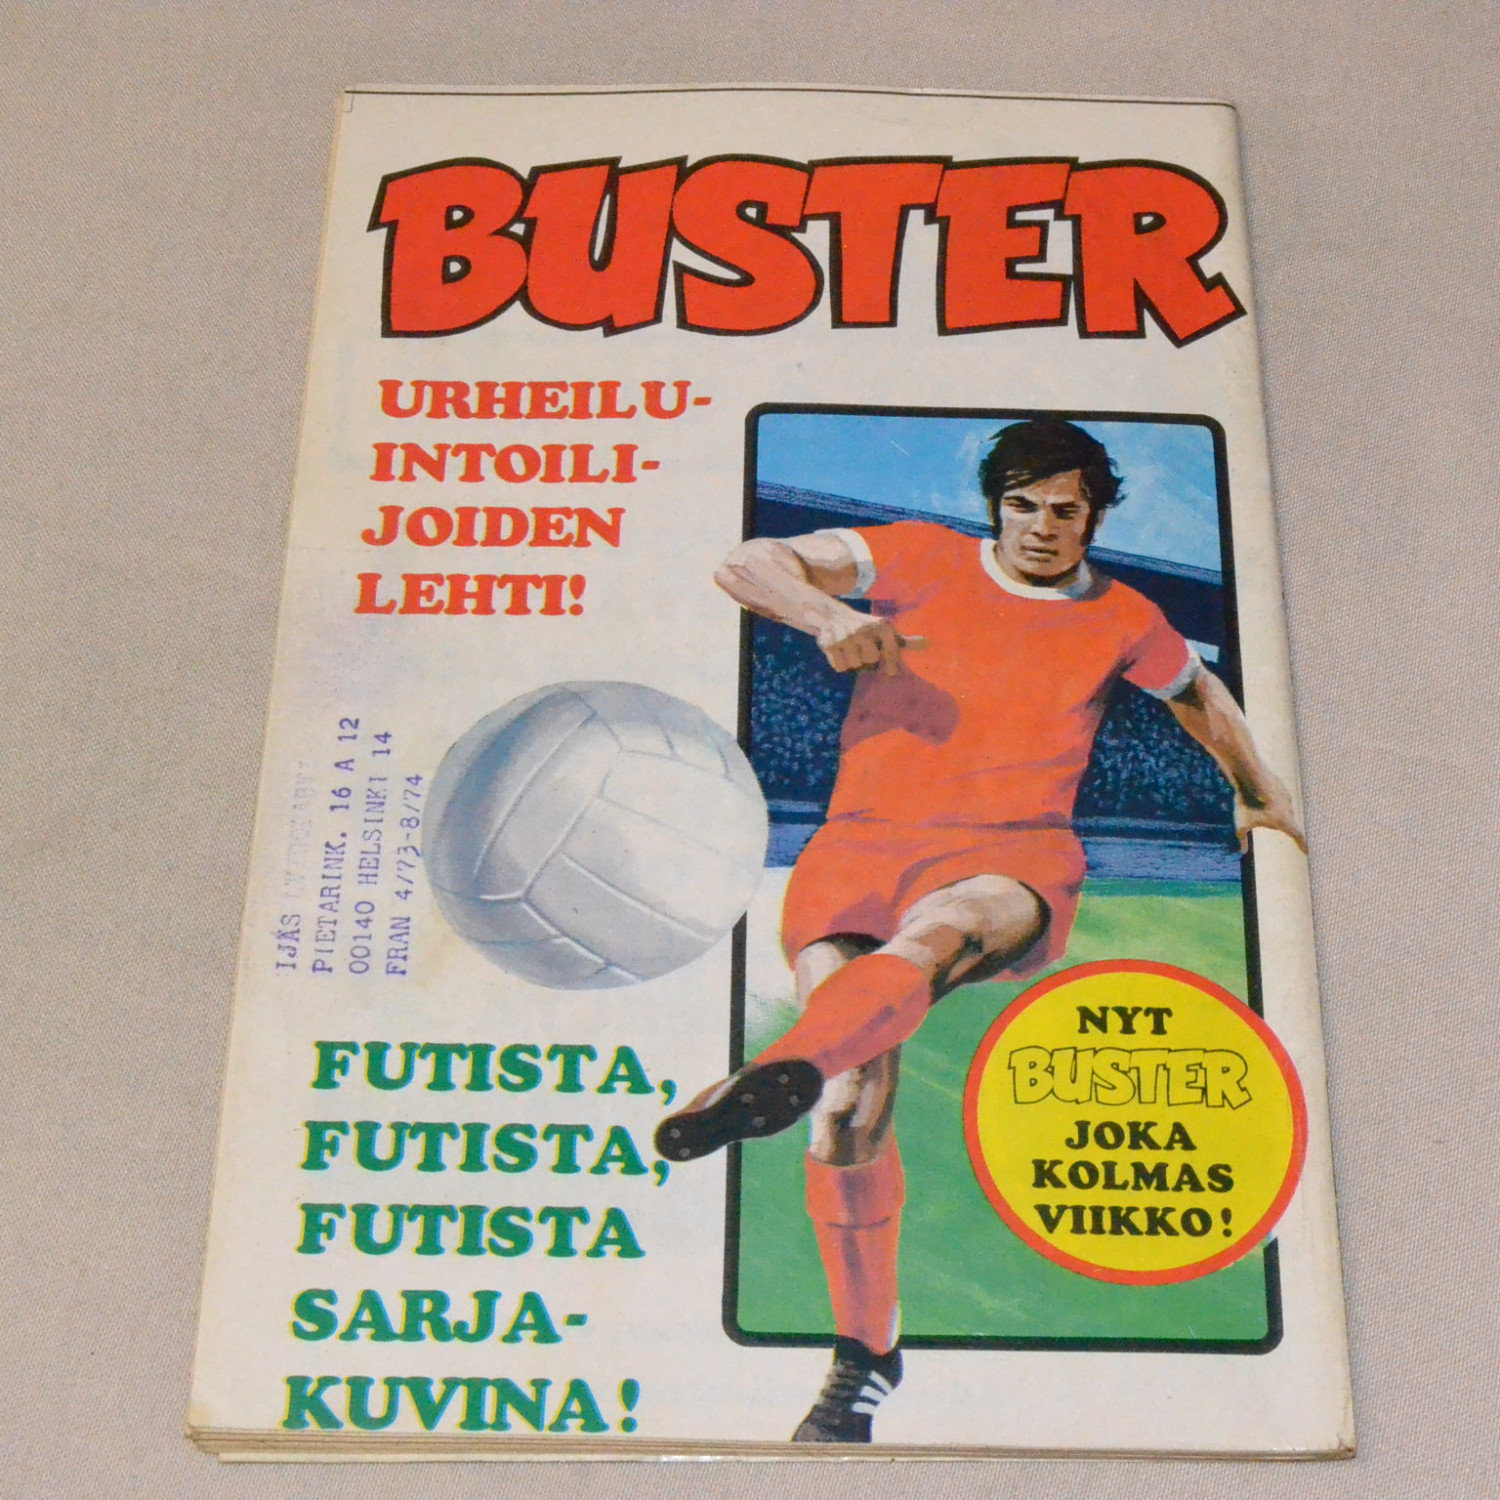 BUSTER
URHEILU-
INTOILI-
JOIDEN
LEHTI!
IJÄS
PIETARINK. 16 A 12
00140 HELSINKI 14
FRAN 4/73-8/74
FUTISTA,
FUTISTA,
FUTISTA
SARJA-
KUVINA!
NYT
BUSTER
JOKA
KOLMAS
VIIKKO!